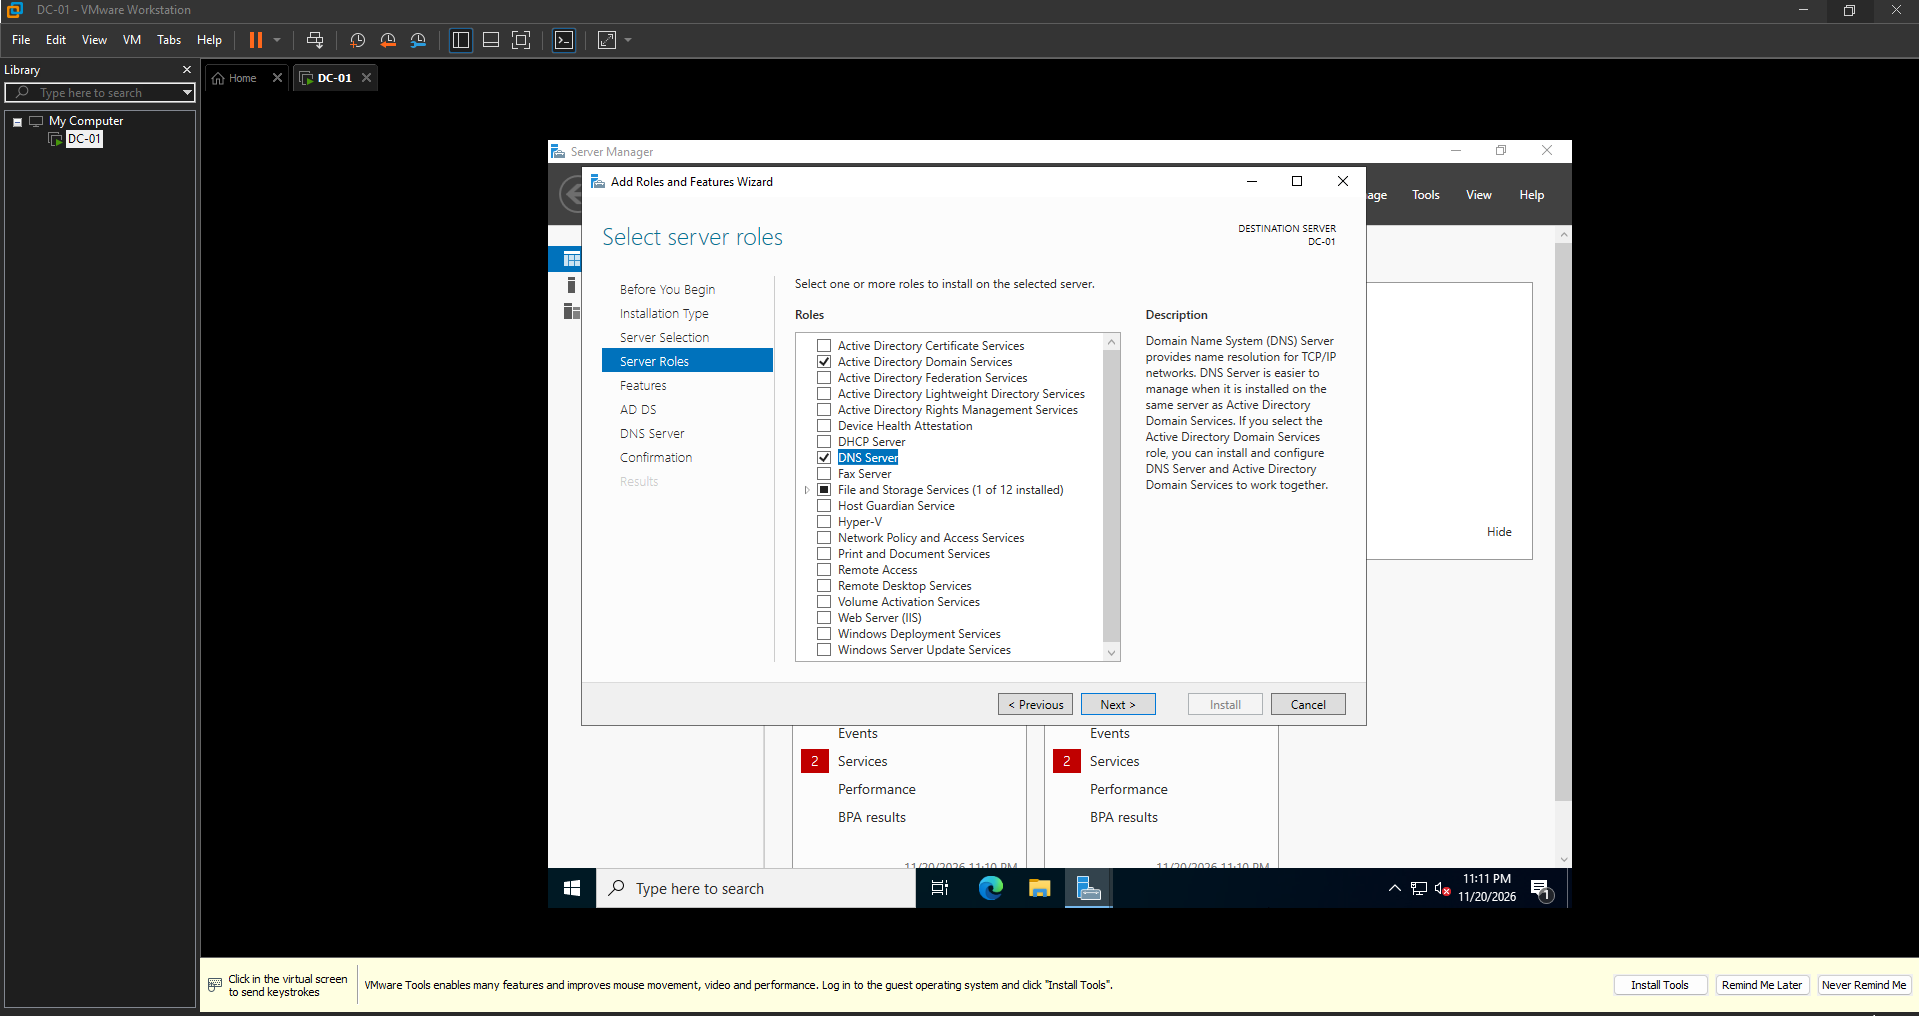 DC-01 - VMware Workstation
File Edit View VM Tabs Help
Library
Type here to search
My Computer
DC-01
Home
DC-01
Server Manager
Tools View Help
Add Roles and Features Wizard
Select server roles
DESTINATION SERVER
DC-01
Before You Begin
Installation Type
Server Selection
Server Roles
Features
AD DS
DNS Server
Confirmation
Results
Select one or more roles to install on the selected server.
Roles
Active Directory Certificate Services
Active Directory Domain Services
Active Directory Federation Services
Active Directory Lightweight Directory Services
Active Directory Rights Management Services
Device Health Attestation
DHCP Server
DNS Server
Fax Server
File and Storage Services (1 of 12 installed)
Host Guardian Service
Hyper-V
Network Policy and Access Services
Print and Document Services
Remote Access
Remote Desktop Services
Volume Activation Services
Web Server (IIS)
Windows Deployment Services
Windows Server Update Services
Description
Domain Name System (DNS) Server
provides name resolution for TCP/IP
networks. DNS Server is easier to
manage when it is installed on the
same server as Active Directory
Domain Services. If you select the
Active Directory Domain Services
role, you can install and configure
DNS Server and Active Directory
Domain Services to work together.
Hide
< Previous
Next >
Install
Cancel
Events
2 Services
Performance
BPA results
11/20/2026 11:10 PM
Events
2 Services
Performance
BPA results
11/20/2026 11:10 PM
Type here to search
11:11 PM
11/20/2026
1
Click in the virtual screen
to send keystrokes
VMware Tools enables many features and improves mouse movement, video and performance. Log in to the guest operating system and click "Install Tools".
Install Tools
Remind Me Later
Never Remind Me